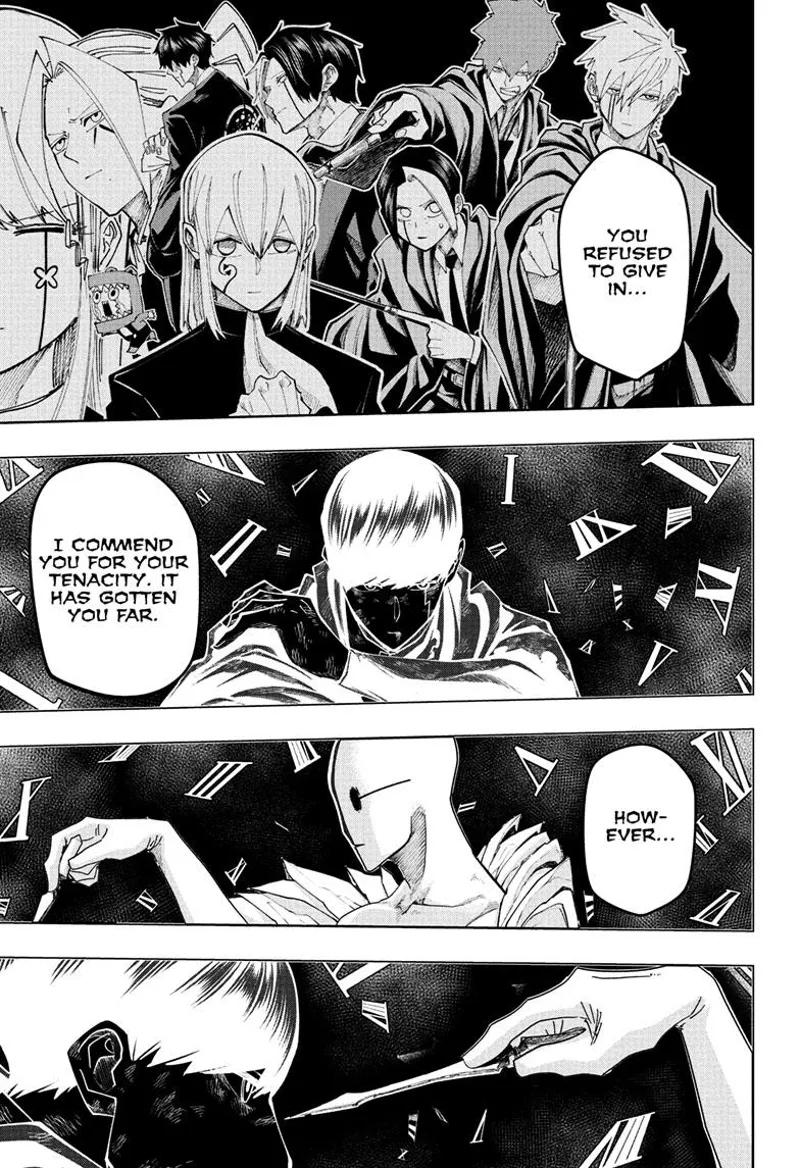 YOU
REFUSED
TO GIVE
IN...
I COMMEND
YOU FOR YOUR
TENACITY. IT
HAS GOTTEN
YOU FAR.
HOW-
EVER...